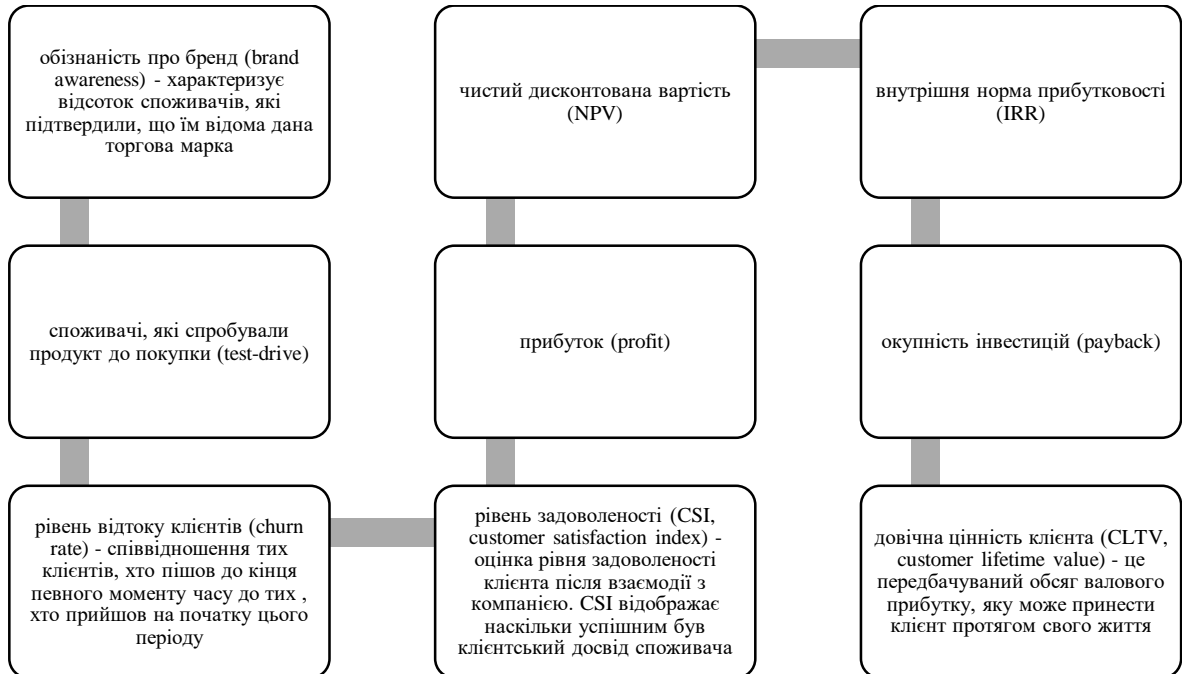 обізнаність про бренд (brand
awareness) - характеризує
відсоток споживачів, які
підтвердили, що їм відома дана
торгова марка
споживачі, які спробували
продукт до покупки (test-drive)
рівень відтоку клієнтів (churn
rate) - співвідношення тих
клієнтів, хто пішов до кінця
певного моменту часу до тих ,
хто прийшов на початку цього
періоду
рівень задоволеності (CSI,
customer satisfaction index) -
оцінка рівня задоволеності
клієнта після взаємодії з
компанією. CSI відображає
наскільки успішним був
клієнтський досвід споживача
прибуток (profit)
чистий дисконтована вартість
(NPV)
внутрішня норма прибутковості
(IRR)
окупність інвестицій (payback)
довічна цінність клієнта (CLTV,
customer lifetime value) - це
передбачуваний обсяг валового
прибутку, яку може принести
клієнт протягом свого життя